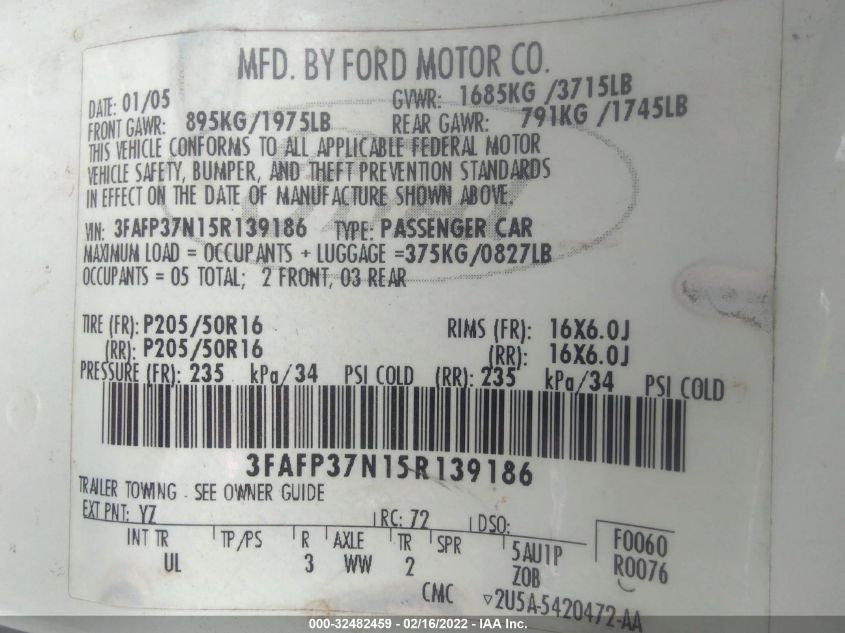 MFD. BY FORD MOTOR CO.
DATE: 01/05 GVWR: 1685KG /3715LB
FRONT GAWR: 895KG/1975LB REAR GAWR: 791KG /1745LB
THIS VEHICLE CONFORMS TO ALL APPLICABLE FEDERAL MOTOR
VEHICLE SAFETY, BUMPER, AND THEFT PREVENTION STANDARDS
IN EFFECT ON THE DATE OF MANUFACTURE SHOWN ABOVE.
VIN: 3FAFP37N15R139186 TYPE: PASSENGER CAR
MAXIMUM LOAD = OCCUPANTS + LUGGAGE =375KG/0827LB
OCCUPANTS = 05 TOTAL; 2 FRONT, 03 REAR
TIRE (FR): P205/50R16 RIMS (FR): 16X6.0J
(RR): P205/50R16 (RR): 16X6.0J
PRESSURE (FR): 235 kPa/34 PSI COLD (RR): 235 kPa/34 PSI COLD
3FAFP37N15R139186
TRAILER TOWING - SEE OWNER GUIDE
EXT PNT: YZ RC: 72 DSO: F0060
INT TR TP/PS R AXLE TR SPR 5AU1P R0076
UL 3 WW 2 ZOB
CMC ▽2U5A-5420472-AA
000-32482459 - 02/16/2022 - IAA Inc.